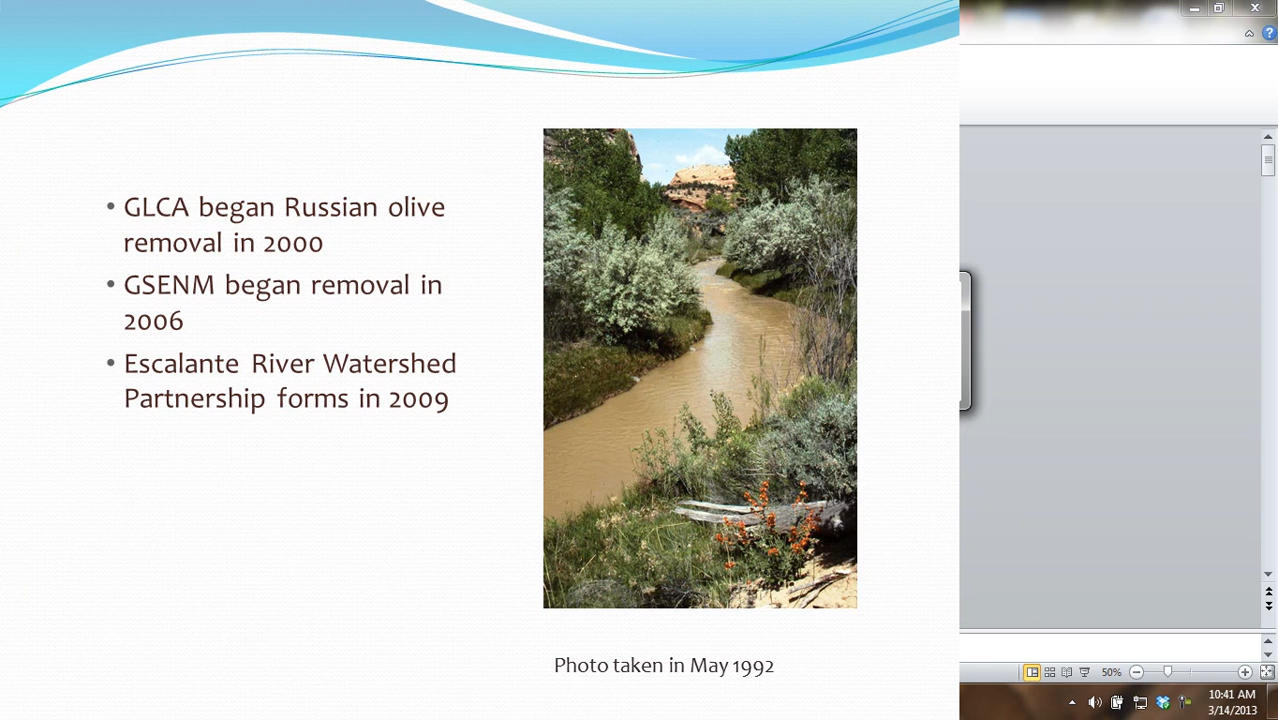 • GLCA began Russian olive
removal in 2000
• GSENM began removal in
2006
• Escalante River Watershed
Partnership forms in 2009
Photo taken in May 1992
50%
10:41 AM
3/14/2013